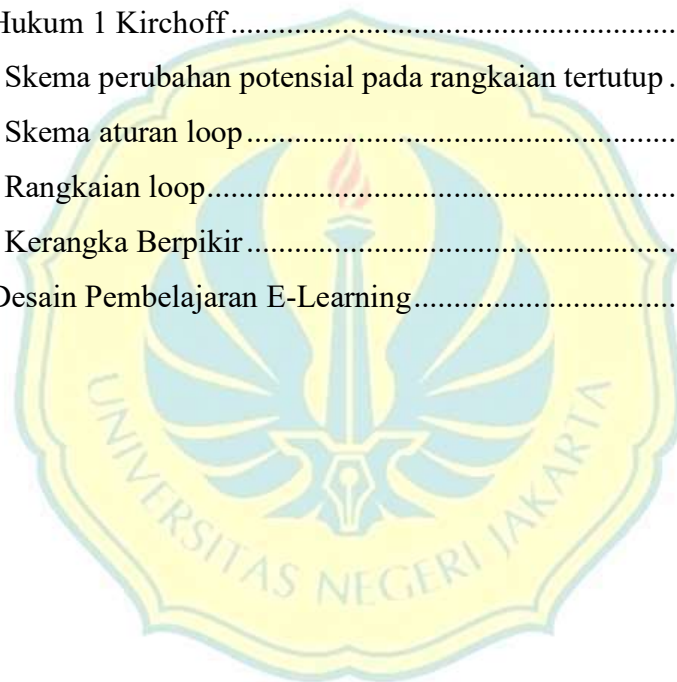 Hukum 1 Kirchoff ........................................................
Skema perubahan potensial pada rangkaian tertutup .
Skema aturan loop ......................................................
Rangkaian loop...........................................................
Kerangka Berpikir ......................................................
Desain Pembelajaran E-Learning.................................
UNIVERSITAS NEGERI JAKARTA